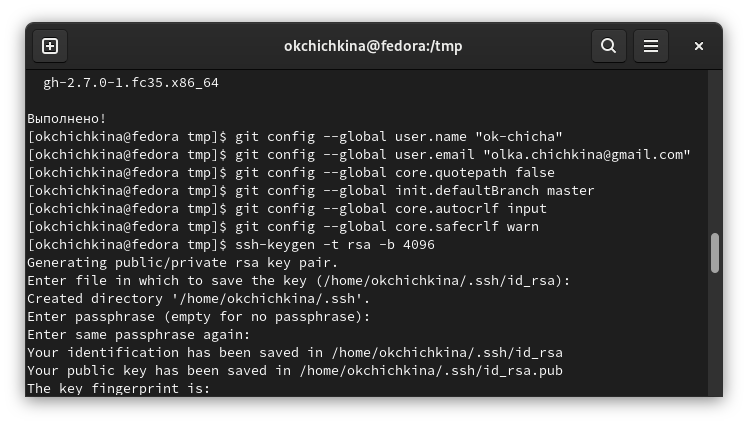 okchichkina@fedora:/tmp
gh-2.7.0-1.fc35.x86_64
Выполнено!
[okchichkina@fedora tmp]$ git config --global user.name "ok-chicha"
[okchichkina@fedora tmp]$ git config --global user.email "olka.chichkina@gmail.com"
[okchichkina@fedora tmp]$ git config --global core.quotepath false
[okchichkina@fedora tmp]$ git config --global init.defaultBranch master
[okchichkina@fedora tmp]$ git config --global core.autocrlf input
[okchichkina@fedora tmp]$ git config --global core.safecrlf warn
[okchichkina@fedora tmp]$ ssh-keygen -t rsa -b 4096
Generating public/private rsa key pair.
Enter file in which to save the key (/home/okchichkina/.ssh/id_rsa):
Created directory '/home/okchichkina/.ssh'.
Enter passphrase (empty for no passphrase):
Enter same passphrase again:
Your identification has been saved in /home/okchichkina/.ssh/id_rsa
Your public key has been saved in /home/okchichkina/.ssh/id_rsa.pub
The key fingerprint is: